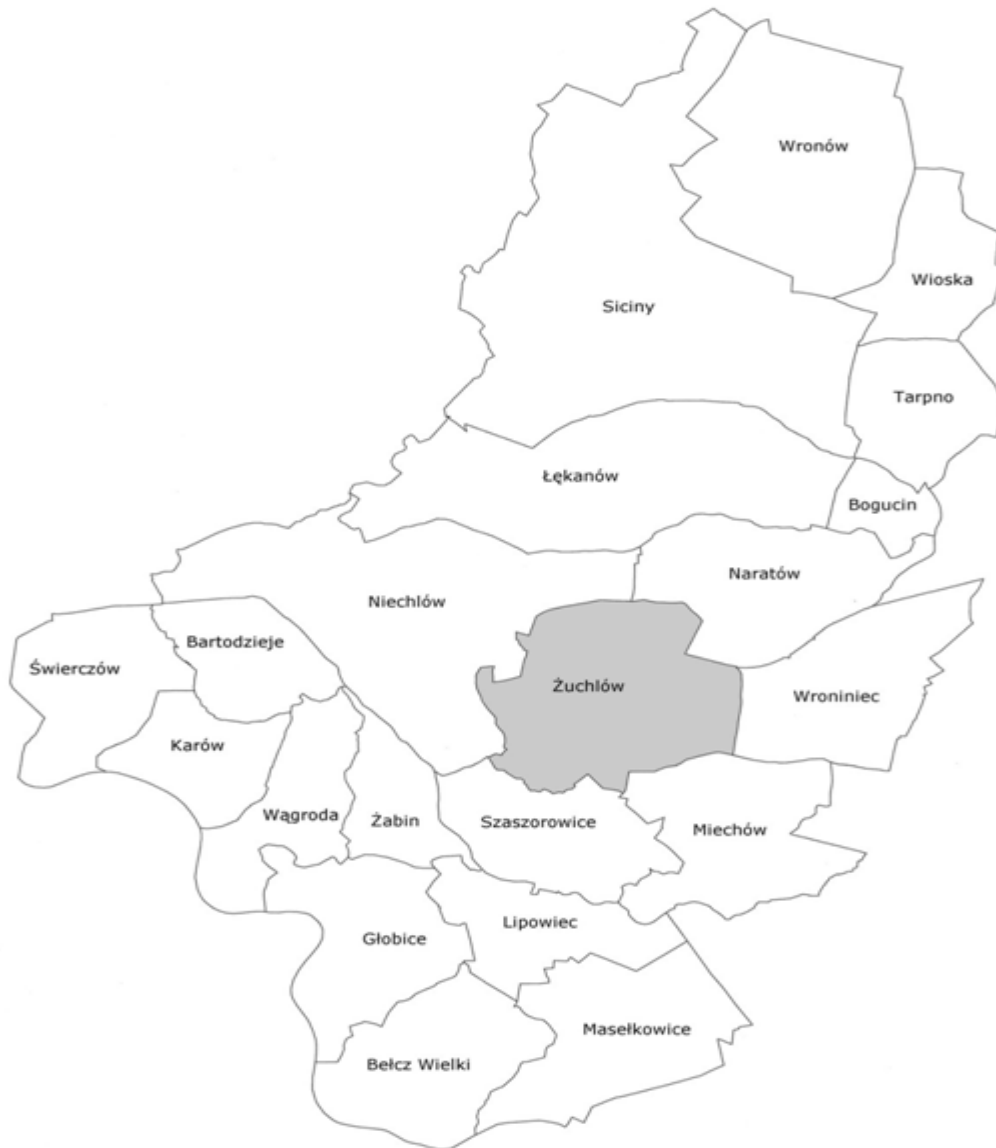 Wronów
Wioska
Siciny
Tarpno
Łękanów
Bogucin
Naratów
Niechlów
Bartodzieje
Świerczów
Żuchlów
Wroniniec
Karów
Wągroda
Żabin
Szaszorowice
Miechów
Lipowiec
Głobice
Masełkowice
Bełcz Wielki